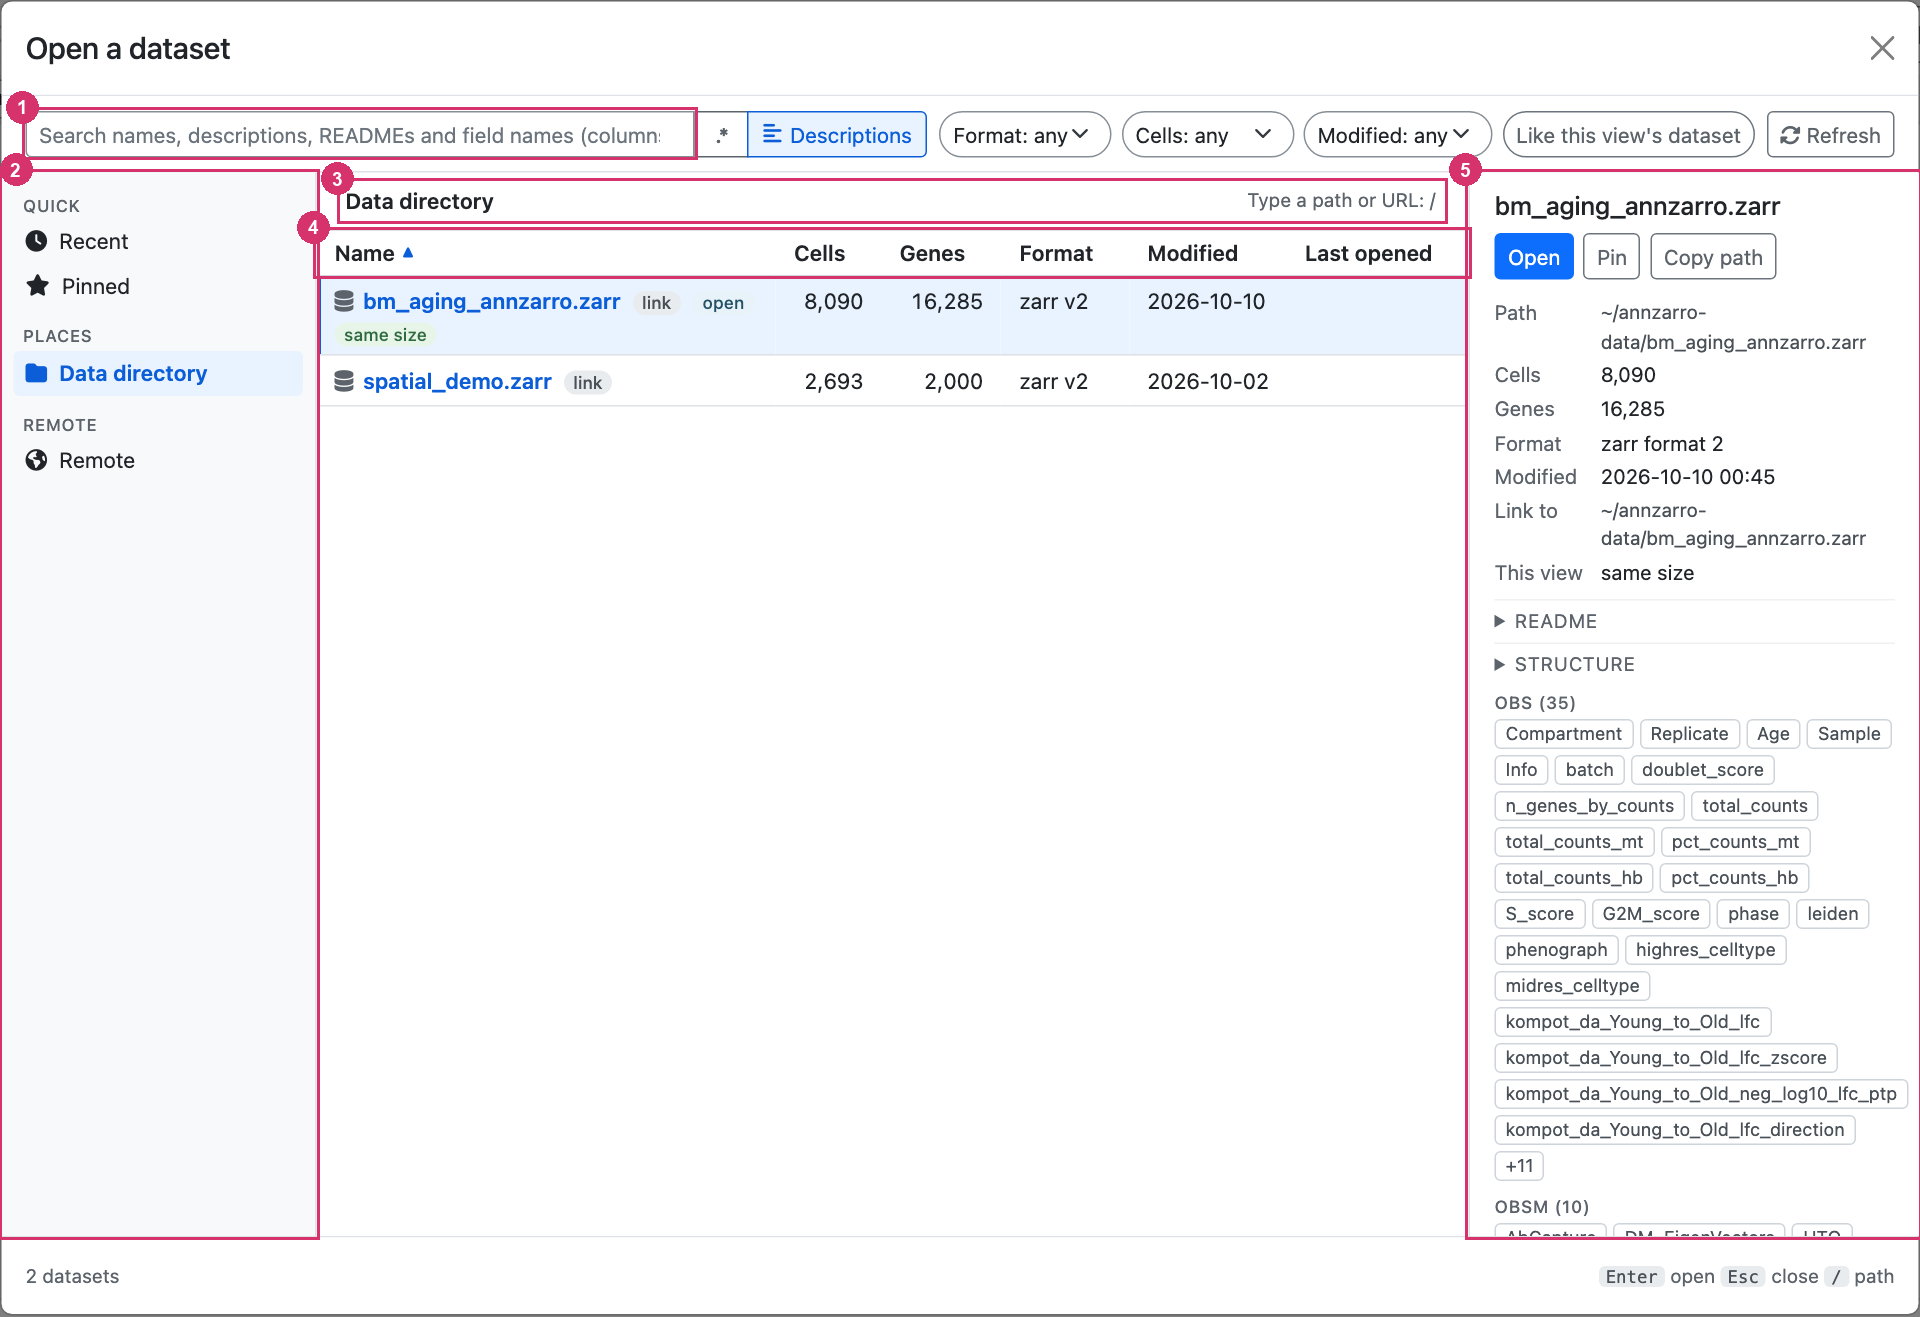 Open a dataset
1
Search names, descriptions, READMEs and field names (column
.*
Descriptions
Format: any
Cells: any
Modified: any
Like this view's dataset
Refresh
2
QUICK
Recent
Pinned
PLACES
Data directory
REMOTE
Remote
3
Data directory
Type a path or URL: /
4
Name Cells Genes Format Modified Last opened
bm_aging_annzarro.zarr link open 8,090 16,285 zarr v2 2026-10-10
same size
spatial_demo.zarr link 2,693 2,000 zarr v2 2026-10-02
5
bm_aging_annzarro.zarr
Open Pin Copy path
Path ~/annzarro-
data/bm_aging_annzarro.zarr
Cells 8,090
Genes 16,285
Format zarr format 2
Modified 2026-10-10 00:45
Link to ~/annzarro-
data/bm_aging_annzarro.zarr
This view same size
README
STRUCTURE
OBS (35)
Compartment Replicate Age Sample
Info batch doublet_score
n_genes_by_counts total_counts
total_counts_mt pct_counts_mt
total_counts_hb pct_counts_hb
S_score G2M_score phase leiden
phenograph highres_celltype
midres_celltype
kompot_da_Young_to_Old_lfc
kompot_da_Young_to_Old_lfc_zscore
kompot_da_Young_to_Old_neg_log10_lfc_ptp
kompot_da_Young_to_Old_lfc_direction
+11
OBSM (10)
AbCapture DM_EigenVectors HTO
2 datasets
Enter open Esc close / path